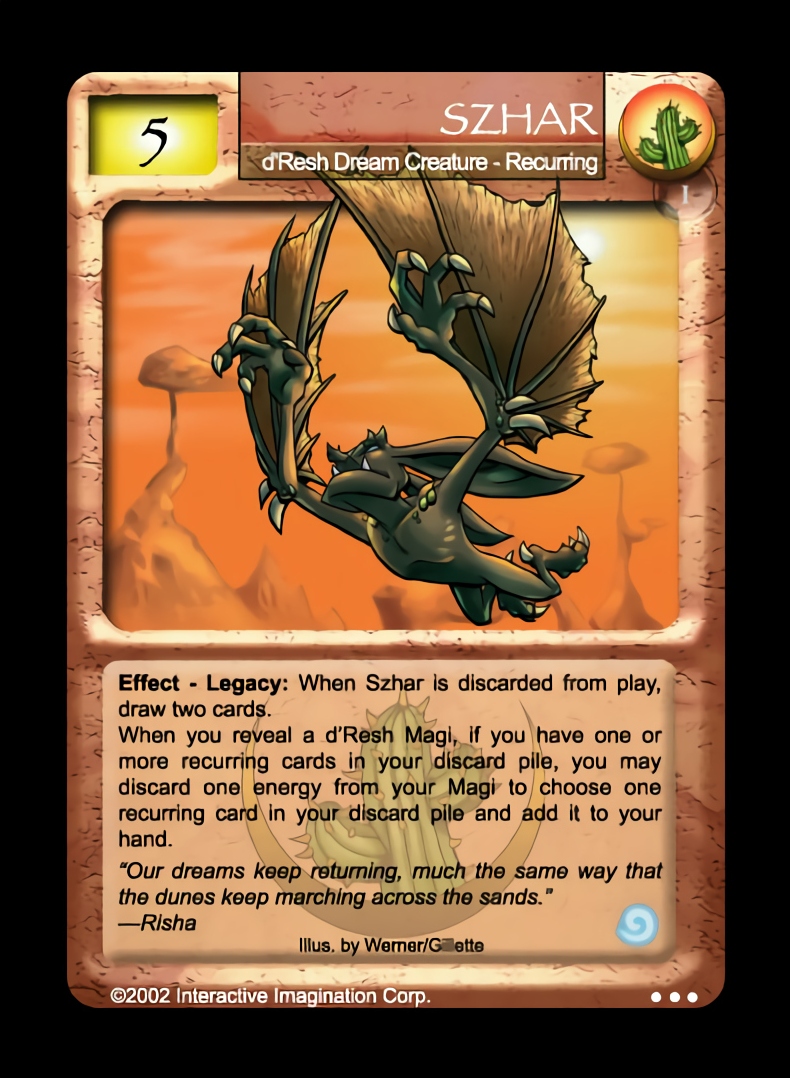 5
SZHAR
d'Resh Dream Creature - Recurring
1
Effect - Legacy: When Szhar is discarded from play,
draw two cards.
When you reveal a d'Resh Magi, if you have one or
more recurring cards in your discard pile, you may
discard one energy from your Magi to choose one
recurring card in your discard pile and add it to your
hand.
“Our dreams keep returning, much the same way that
the dunes keep marching across the sands.”
—Risha
Illus. by
©2002 Interactive Imagination Corp.